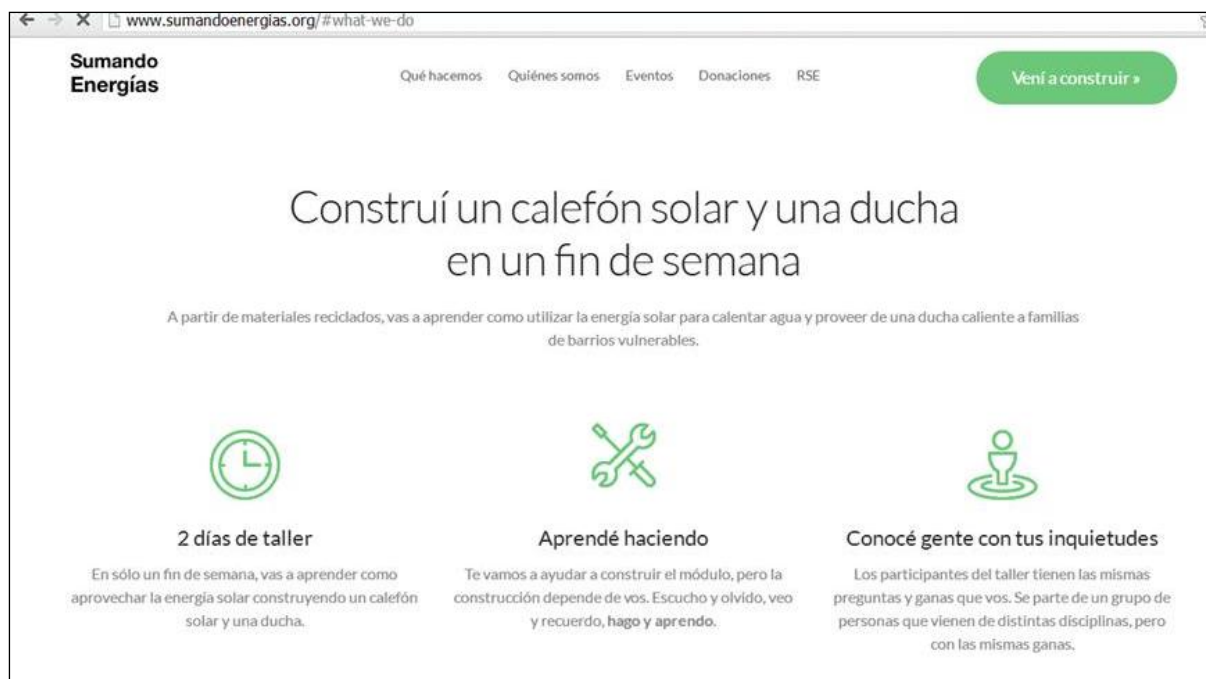 www.sumandoenergias.org/#what-we-do
Sumando
Energías
Qué hacemos Quiénes somos Eventos Donaciones RSE
Vení a construir »
Construí un calefón solar y una ducha
en un fin de semana
A partir de materiales reciclados, vas a aprender como utilizar la energía solar para calentar agua y proveer de una ducha caliente a familias
de barrios vulnerables.
2 días de taller
En sólo un fin de semana, vas a aprender como
aprovechar la energía solar construyendo un calefón
solar y una ducha.
Aprendé haciendo
Te vamos a ayudar a construir el módulo, pero la
construcción depende de vos. Escucho y olvido, veo
y recuerdo, hago y aprendo.
Conocé gente con tus inquietudes
Los participantes del taller tienen las mismas
preguntas y ganas que vos. Se parte de un grupo de
personas que vienen de distintas disciplinas, pero
con las mismas ganas.